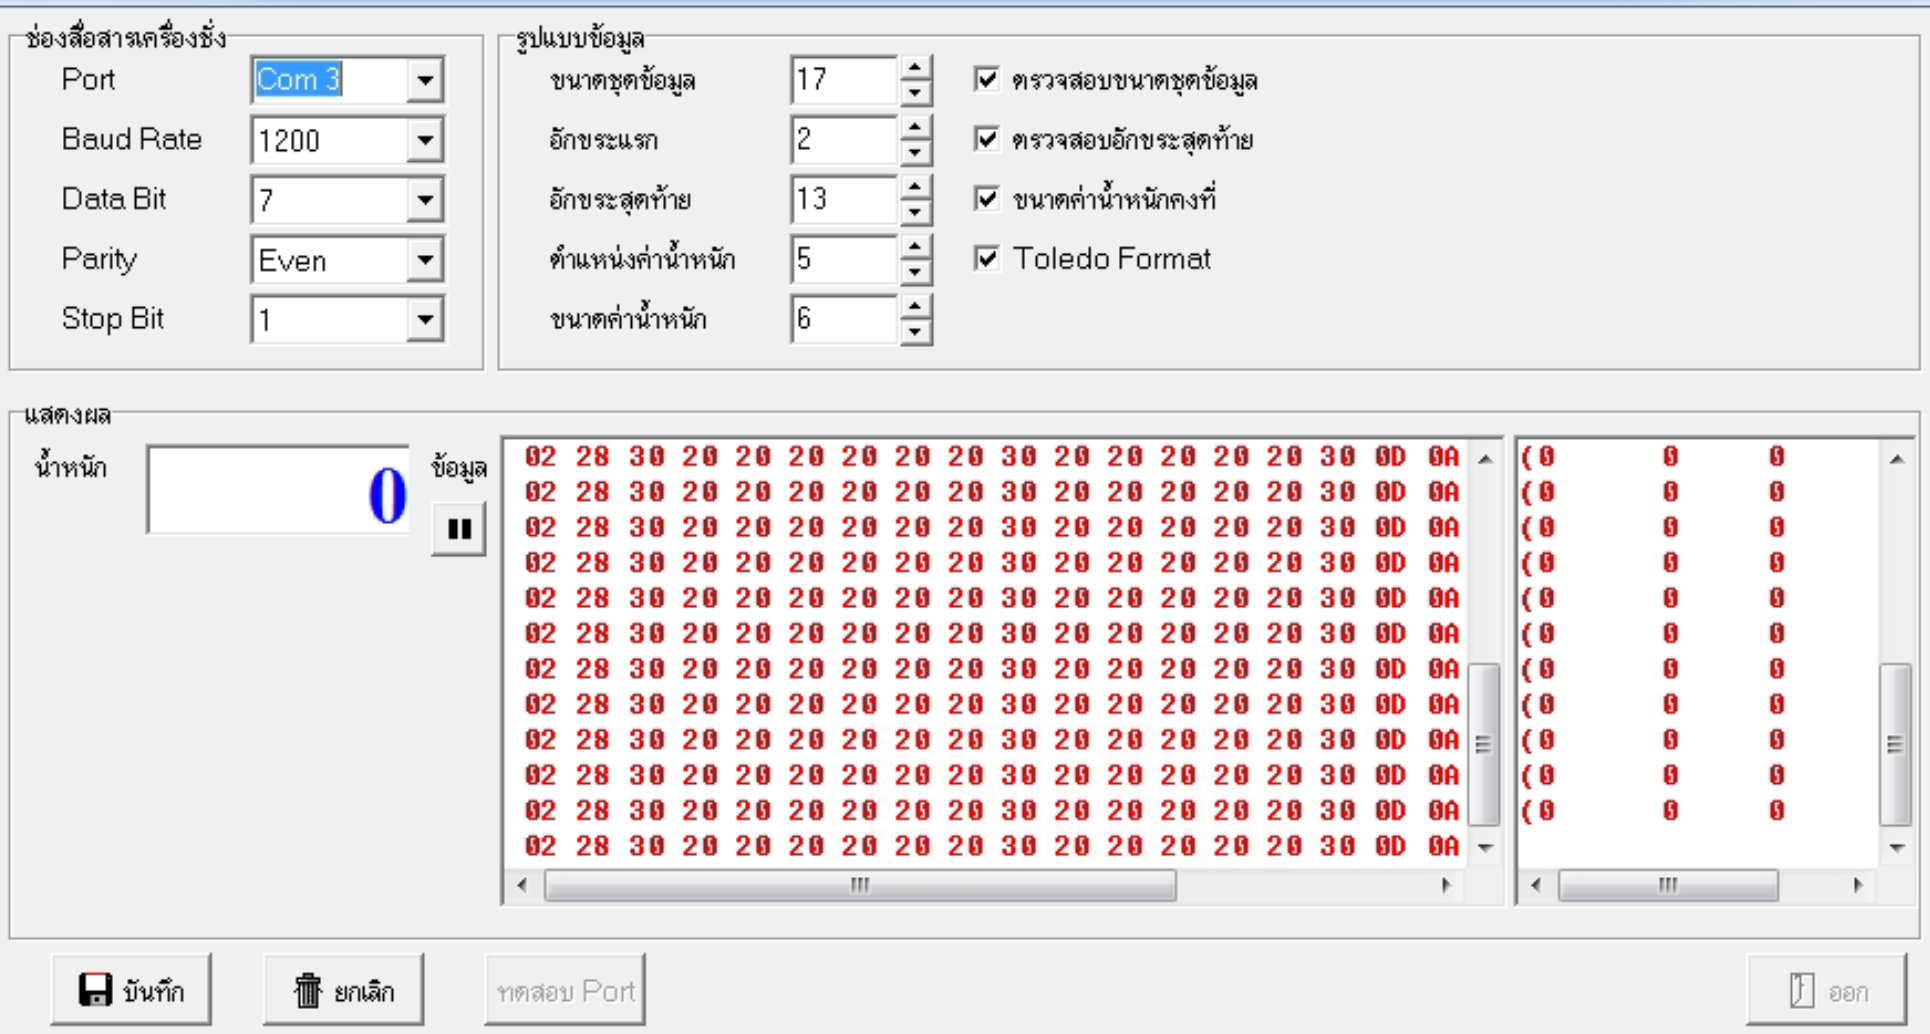 ช่องสื่อสารเครื่องชั่ง
Port Com 3
Baud Rate 1200
Data Bit 7
Parity Even
Stop Bit 1
รูปแบบข้อมูล
ขนาดชุดข้อมูล 17 ตรวจสอบขนาดชุดข้อมูล
อักขระแรก 2 ตรวจสอบอักขระสุดท้าย
อักขระสุดท้าย 13 ขนาดค่าน้ำหนักคงที่
ตำแหน่งค่าน้ำหนัก 5 Toledo Format
ขนาดค่าน้ำหนัก 6
แสดงผล
น้ำหนัก 0 ข้อมูล
02 28 30 20 20 20 20 20 20 30 20 20 20 20 20 30 0D 0A (0 0 0
02 28 30 20 20 20 20 20 20 30 20 20 20 20 20 30 0D 0A (0 0 0
02 28 30 20 20 20 20 20 20 30 20 20 20 20 20 30 0D 0A (0 0 0
02 28 30 20 20 20 20 20 20 30 20 20 20 20 20 30 0D 0A (0 0 0
02 28 30 20 20 20 20 20 20 30 20 20 20 20 20 30 0D 0A (0 0 0
02 28 30 20 20 20 20 20 20 30 20 20 20 20 20 30 0D 0A (0 0 0
02 28 30 20 20 20 20 20 20 30 20 20 20 20 20 30 0D 0A (0 0 0
02 28 30 20 20 20 20 20 20 30 20 20 20 20 20 30 0D 0A (0 0 0
02 28 30 20 20 20 20 20 20 30 20 20 20 20 20 30 0D 0A (0 0 0
02 28 30 20 20 20 20 20 20 30 20 20 20 20 20 30 0D 0A (0 0 0
02 28 30 20 20 20 20 20 20 30 20 20 20 20 20 30 0D 0A (0 0 0
02 28 30 20 20 20 20 20 20 30 20 20 20 20 20 30 0D 0A
บันทึก ยกเลิก ทดสอบ Port ออก